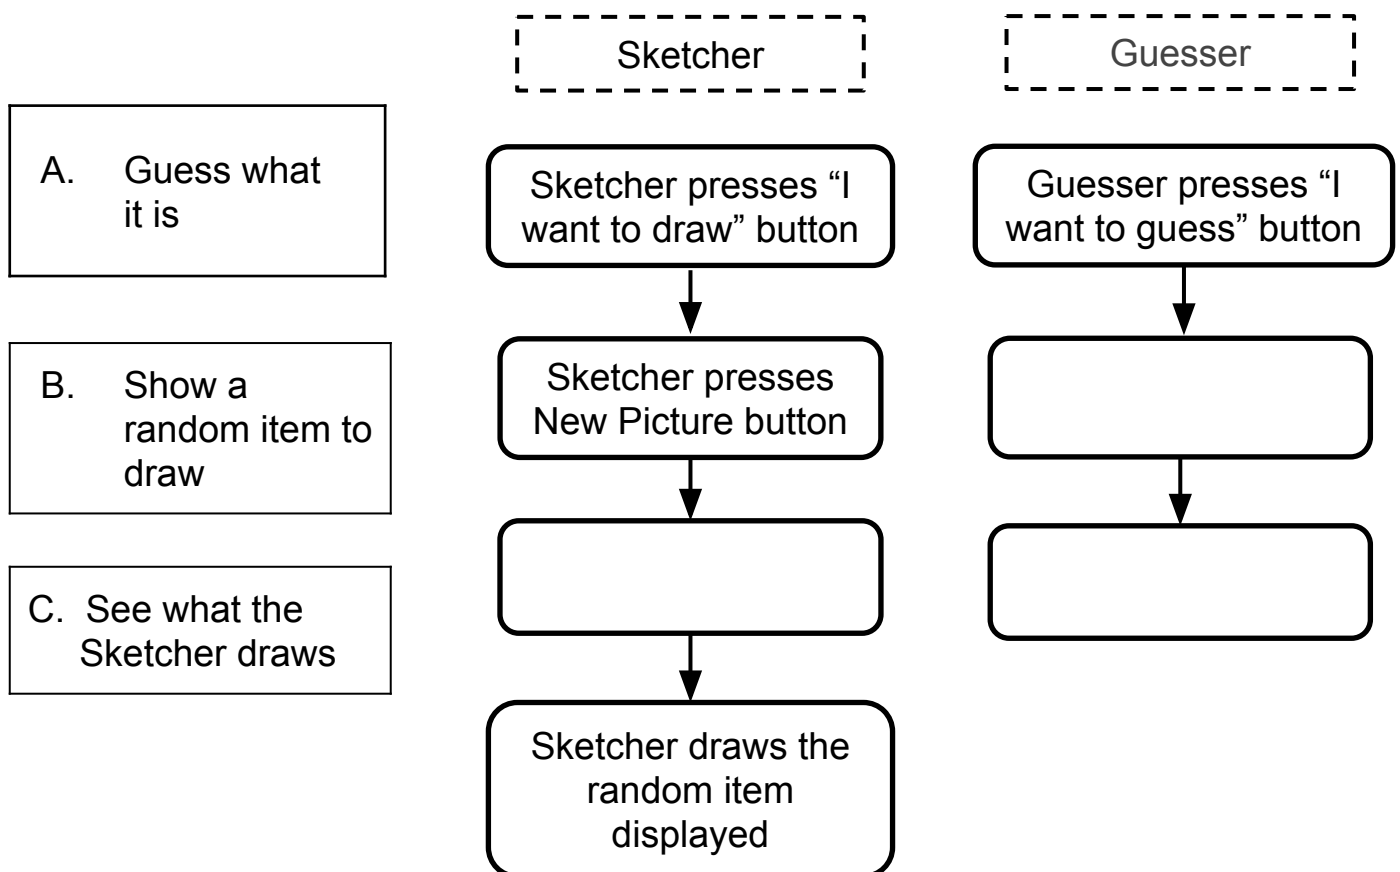 Sketcher
Guesser
A. Guess what
it is
B. Show a
random item to
draw
C. See what the
Sketcher draws
Sketcher presses “I
want to draw” button
Sketcher presses
New Picture button
Sketcher draws the
random item
displayed
Guesser presses “I
want to guess” button